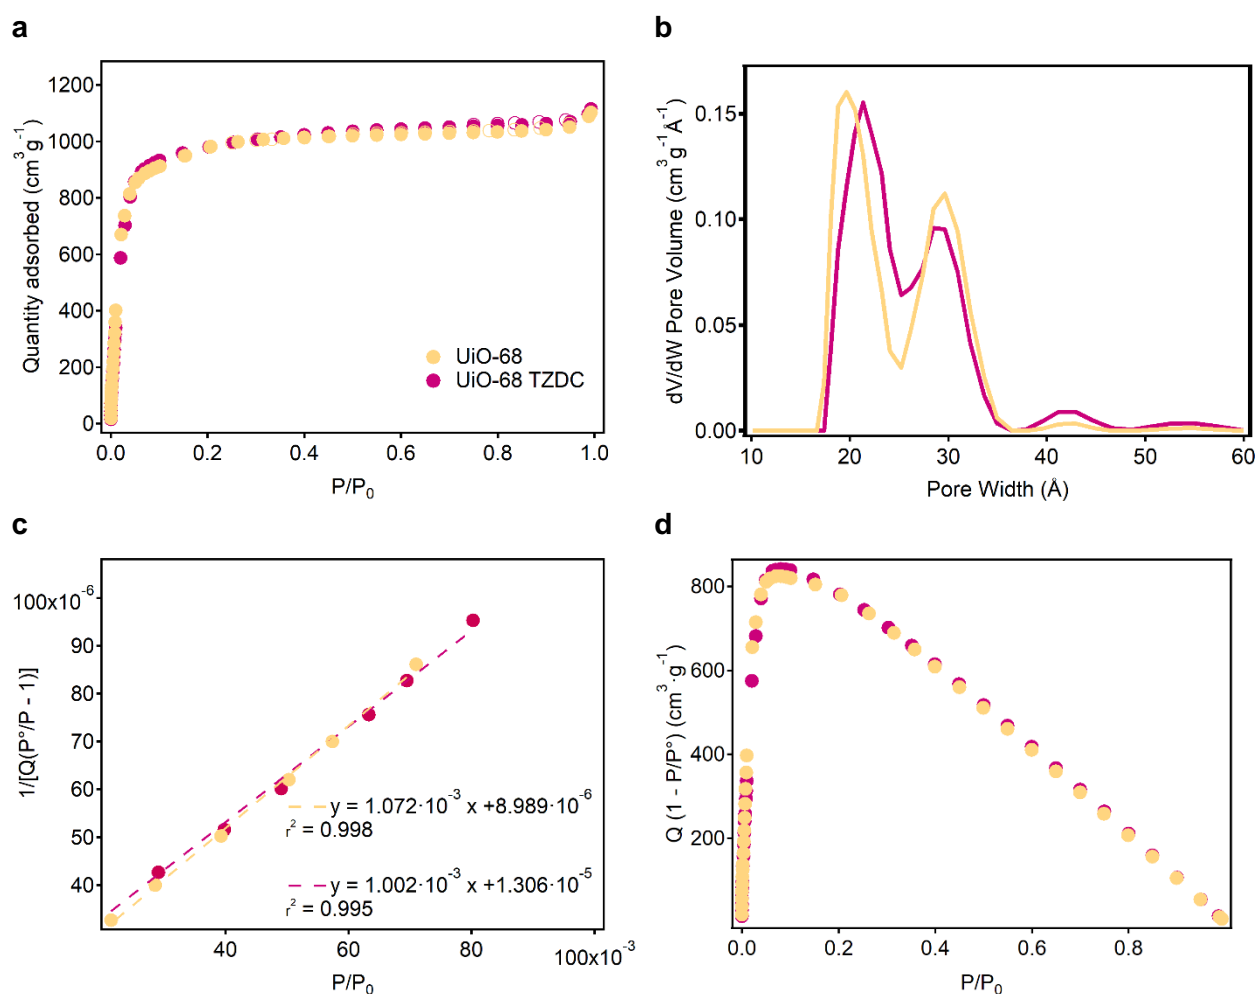 a
1200
1000
800
600
400
200
0
Quantity adsorbed (cm³ g⁻¹)
UiO-68
UiO-68 TZDC
0.0 0.2 0.4 0.6 0.8 1.0
P/P₀
b
0.15
0.10
0.05
0.00
dV/dW Pore Volume (cm³ g⁻¹ Å⁻¹)
10 20 30 40 50 60
Pore Width (Å)
c
100x10⁻⁶
90
80
70
60
50
40
1/[Q(P°/P - 1)]
y = 1.072·10⁻³ x +8.989·10⁻⁶
r² = 0.998
y = 1.002·10⁻³ x +1.306·10⁻⁵
r² = 0.995
40 60 80 100x10⁻³
P/P₀
d
800
600
400
200
Q (1 - P/P°) (cm³·g⁻¹)
0.0 0.2 0.4 0.6 0.8
P/P₀